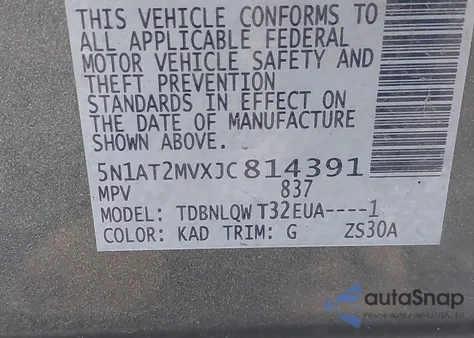 THIS VEHICLE CONFORMS TO
ALL APPLICABLE FEDERAL
MOTOR VEHICLE SAFETY AND
THEFT PREVENTION
STANDARDS IN EFFECT ON
THE DATE OF MANUFACTURE
SHOWN ABOVE.
5N1AT2MVXJC814391
MPV 837
MODEL: TDBNLQW T32EUA----1
COLOR: KAD TRIM: G ZS30A
autaSnap